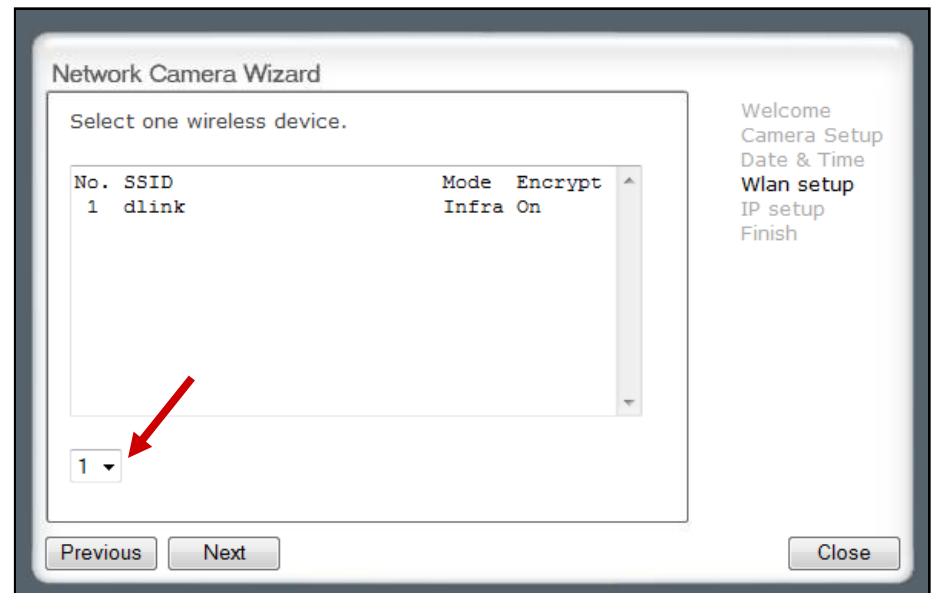 Network Camera Wizard
Select one wireless device.
No. SSID Mode Encrypt
1 dlink Infra On
1
Welcome
Camera Setup
Date & Time
Wlan setup
IP setup
Finish
Previous Next Close